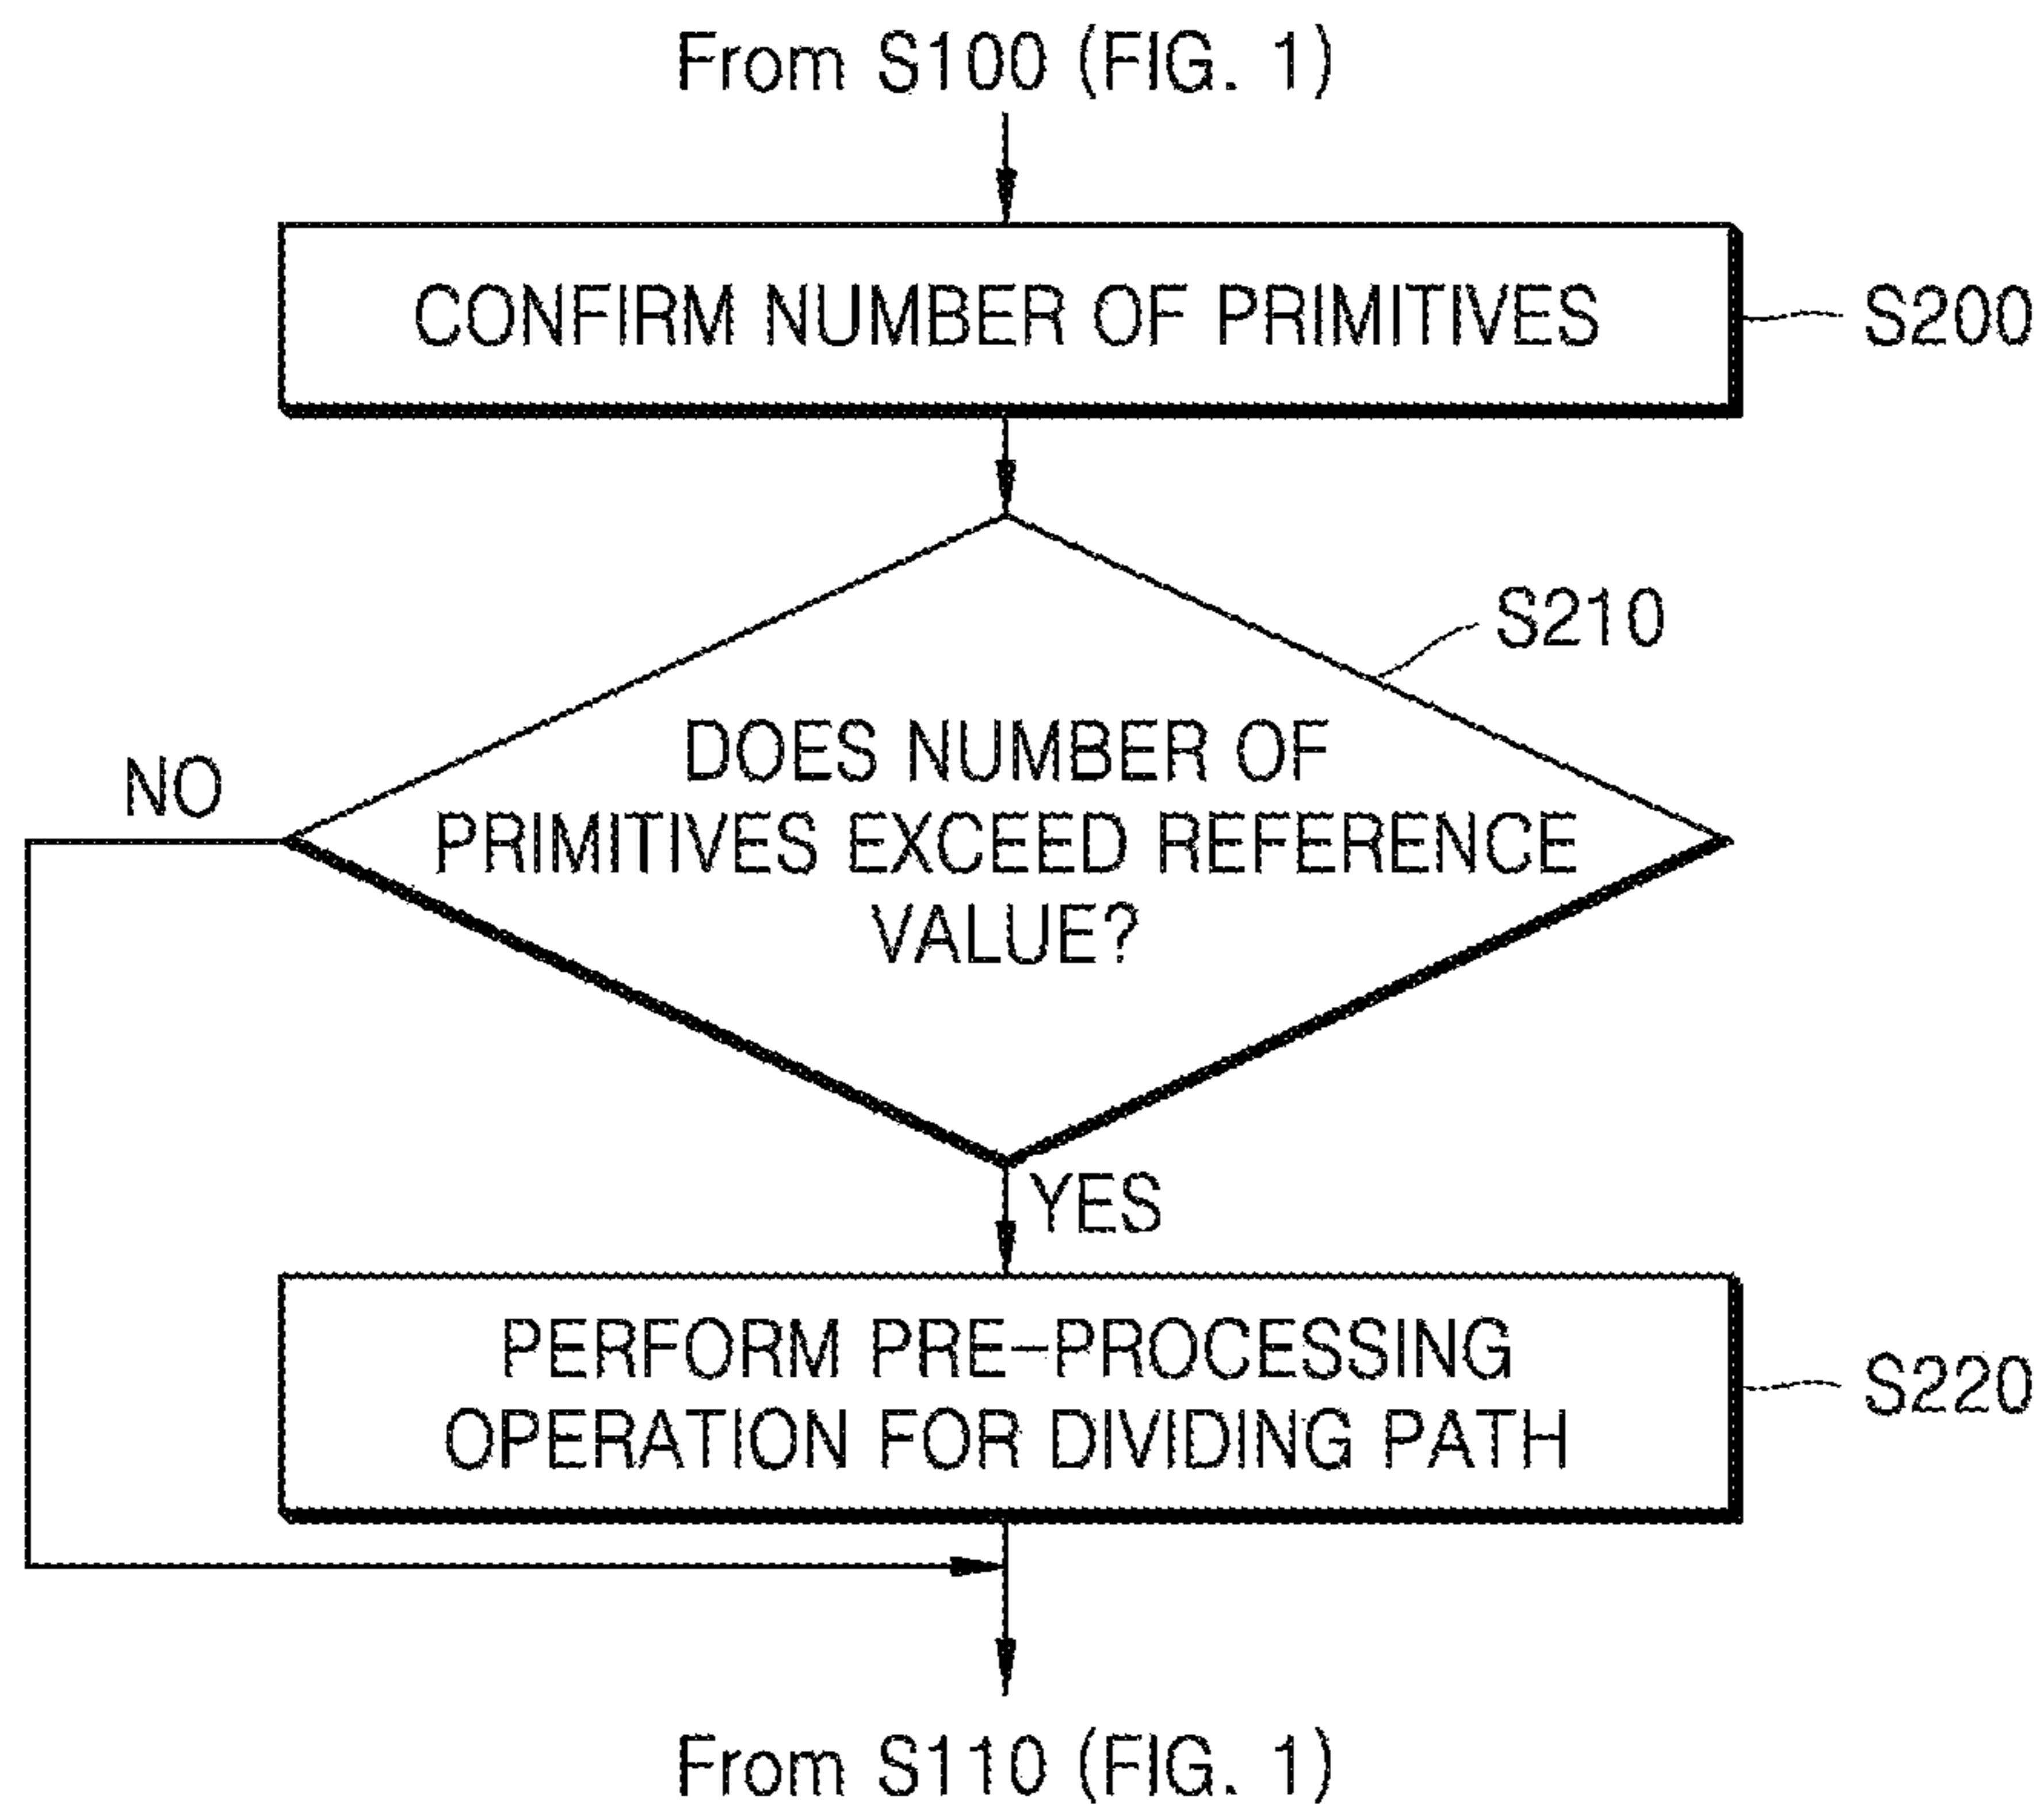 From S100 (FIG. 1)
CONFIRM NUMBER OF PRIMITIVES
S200
S210
DOES NUMBER OF
PRIMITIVES EXCEED REFERENCE
VALUE?
NO
YES
PERFORM PRE-PROCESSING
OPERATION FOR DIVIDING PATH
S220
From S110 (FIG. 1)